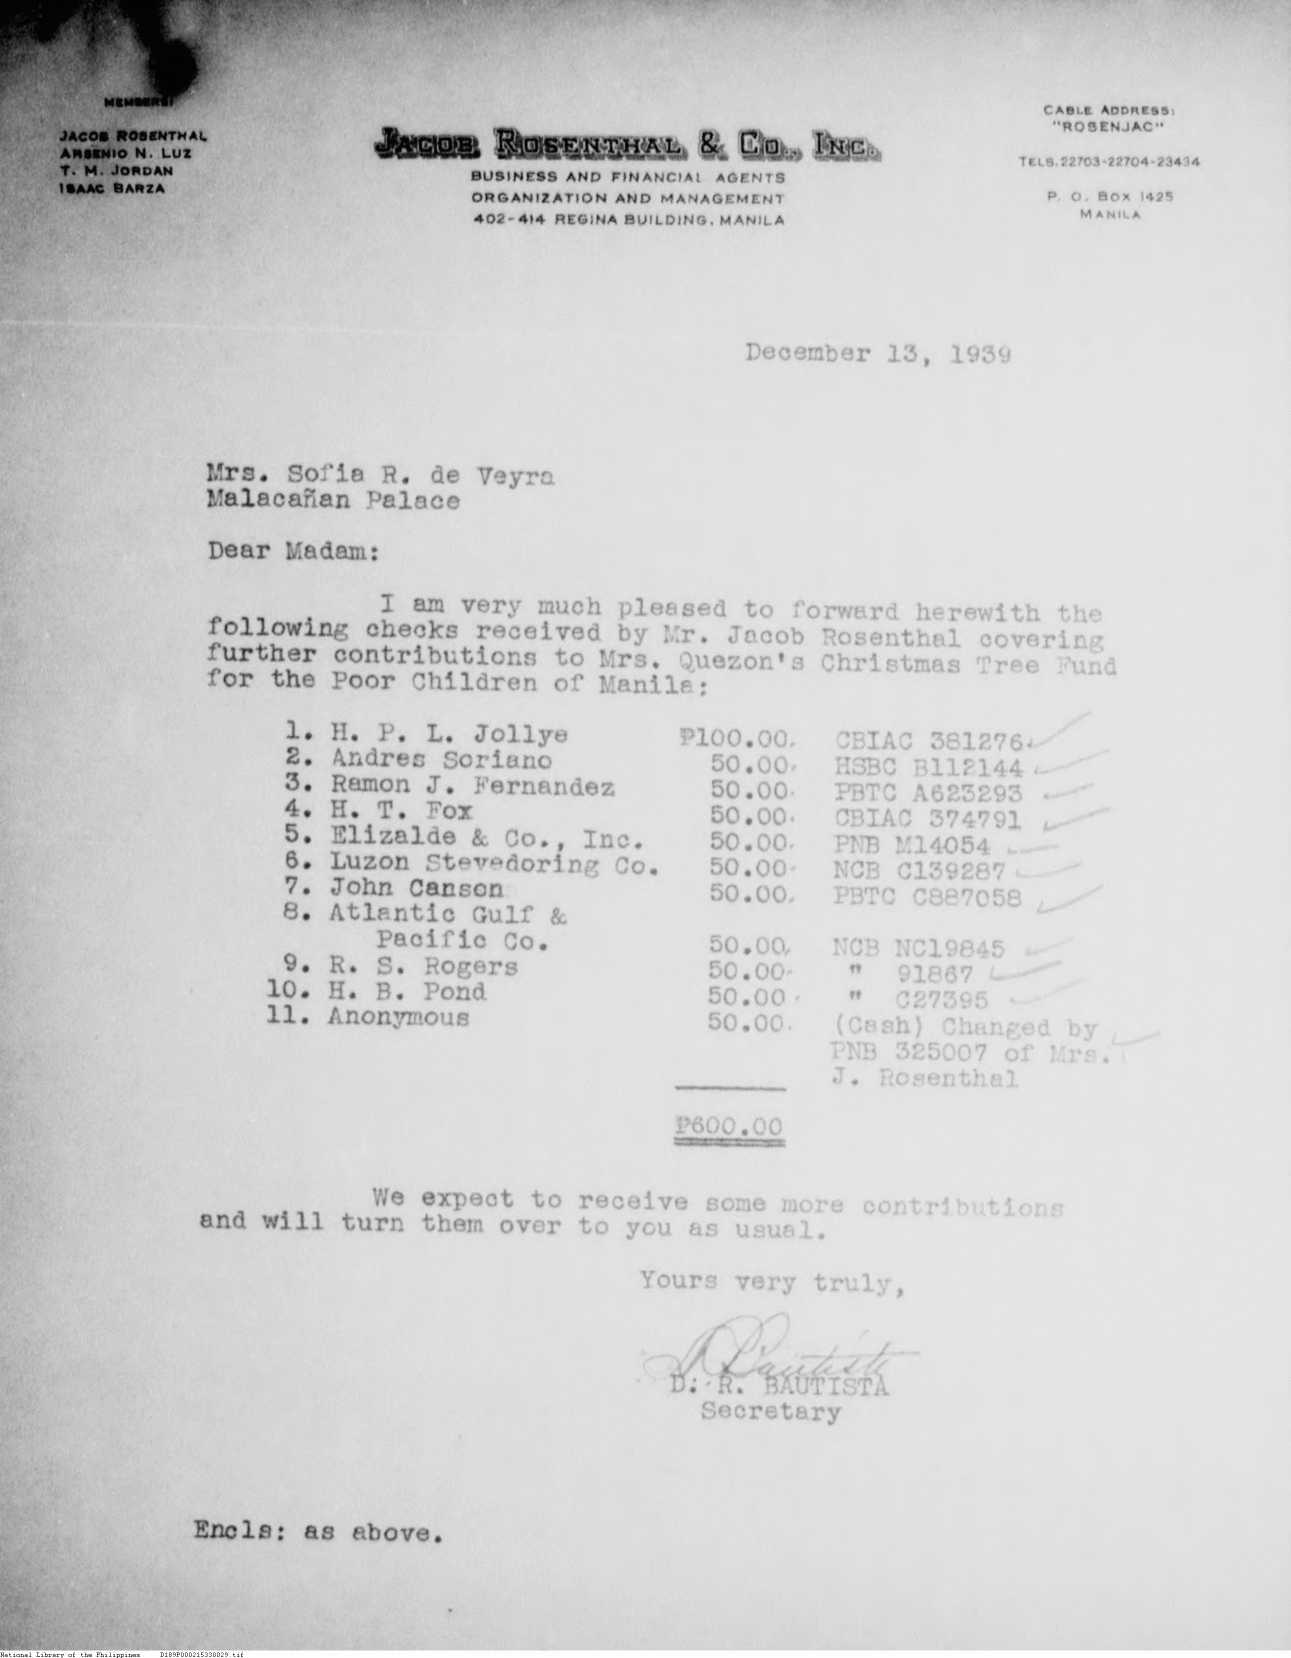 MEMBERS:
JACOB ROSENTHAL
ARSENIO N. LUZ
T. M. JORDAN
ISAAC BARZA
JACOB ROSENTHAL & CO., INC.
BUSINESS AND FINANCIAL AGENTS
ORGANIZATION AND MANAGEMENT
402-414 REGINA BUILDING, MANILA
CABLE ADDRESS:
"ROSENJAC"
TELS. 22703-22704-23434
P. O. BOX 1425
MANILA
December 13, 1939
Mrs. Sofia R. de Veyra
Malacañan Palace
Dear Madam:
I am very much pleased to forward herewith the
following checks received by Mr. Jacob Rosenthal covering
further contributions to Mrs. Quezon's Christmas Tree Fund
for the Poor Children of Manila:
1. H. P. L. Jollye ₱100.00. CBIAC 381276
2. Andres Soriano 50.00. HSBC B112144
3. Ramon J. Fernandez 50.00. PBTC A623293
4. H. T. Fox 50.00. CBIAC 374791
5. Elizalde & Co., Inc. 50.00. PNB M14054
6. Luzon Stevedoring Co. 50.00. NCB C139287
7. John Canson 50.00. PBTC C887058
8. Atlantic Gulf &
Pacific Co. 50.00. NCB NC19845
9. R. S. Rogers 50.00. " 91867
10. H. B. Pond 50.00. " C27395
11. Anonymous 50.00. (Cash) Changed by
PNB 325007 of Mrs.
J. Rosenthal
₱600.00
We expect to receive some more contributions
and will turn them over to you as usual.
Yours very truly,
D. R. Bautista
D. R. BAUTISTA
Secretary
Encls: as above.
National Library of the Philippines D189P000215338029.tif